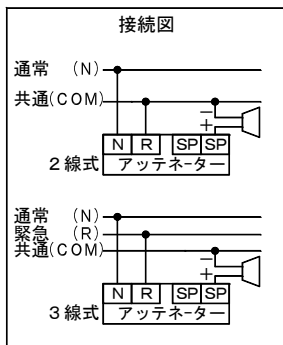 接続図
通常 (N)
共通(COM)
−
+
N R SP SP
2線式 アッテネーター
通常 (N)
緊急 (R)
共通(COM)
−
+
N R SP SP
3線式 アッテネーター